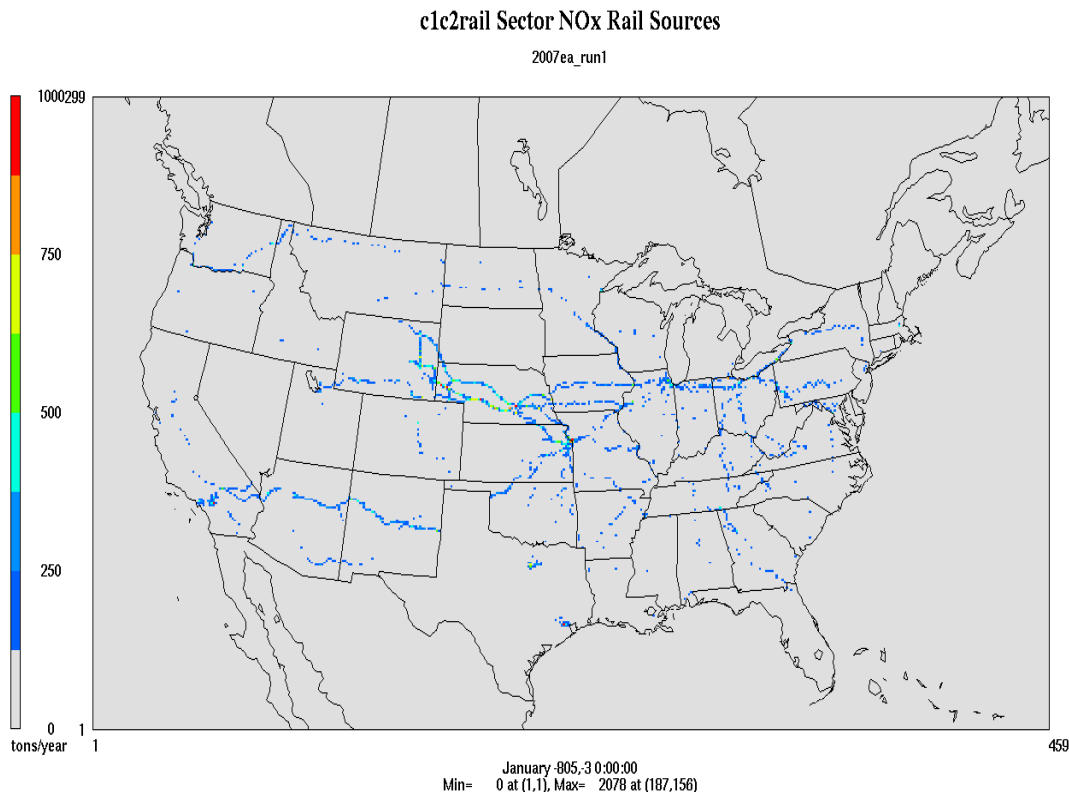 c1c2rail Sector NOx Rail Sources
2007ea_run1
1000299
750
500
250
0 1
tons/year 1 459
January -805,-3 0:00:00
Min= 0 at (1,1), Max= 2078 at (187,156)